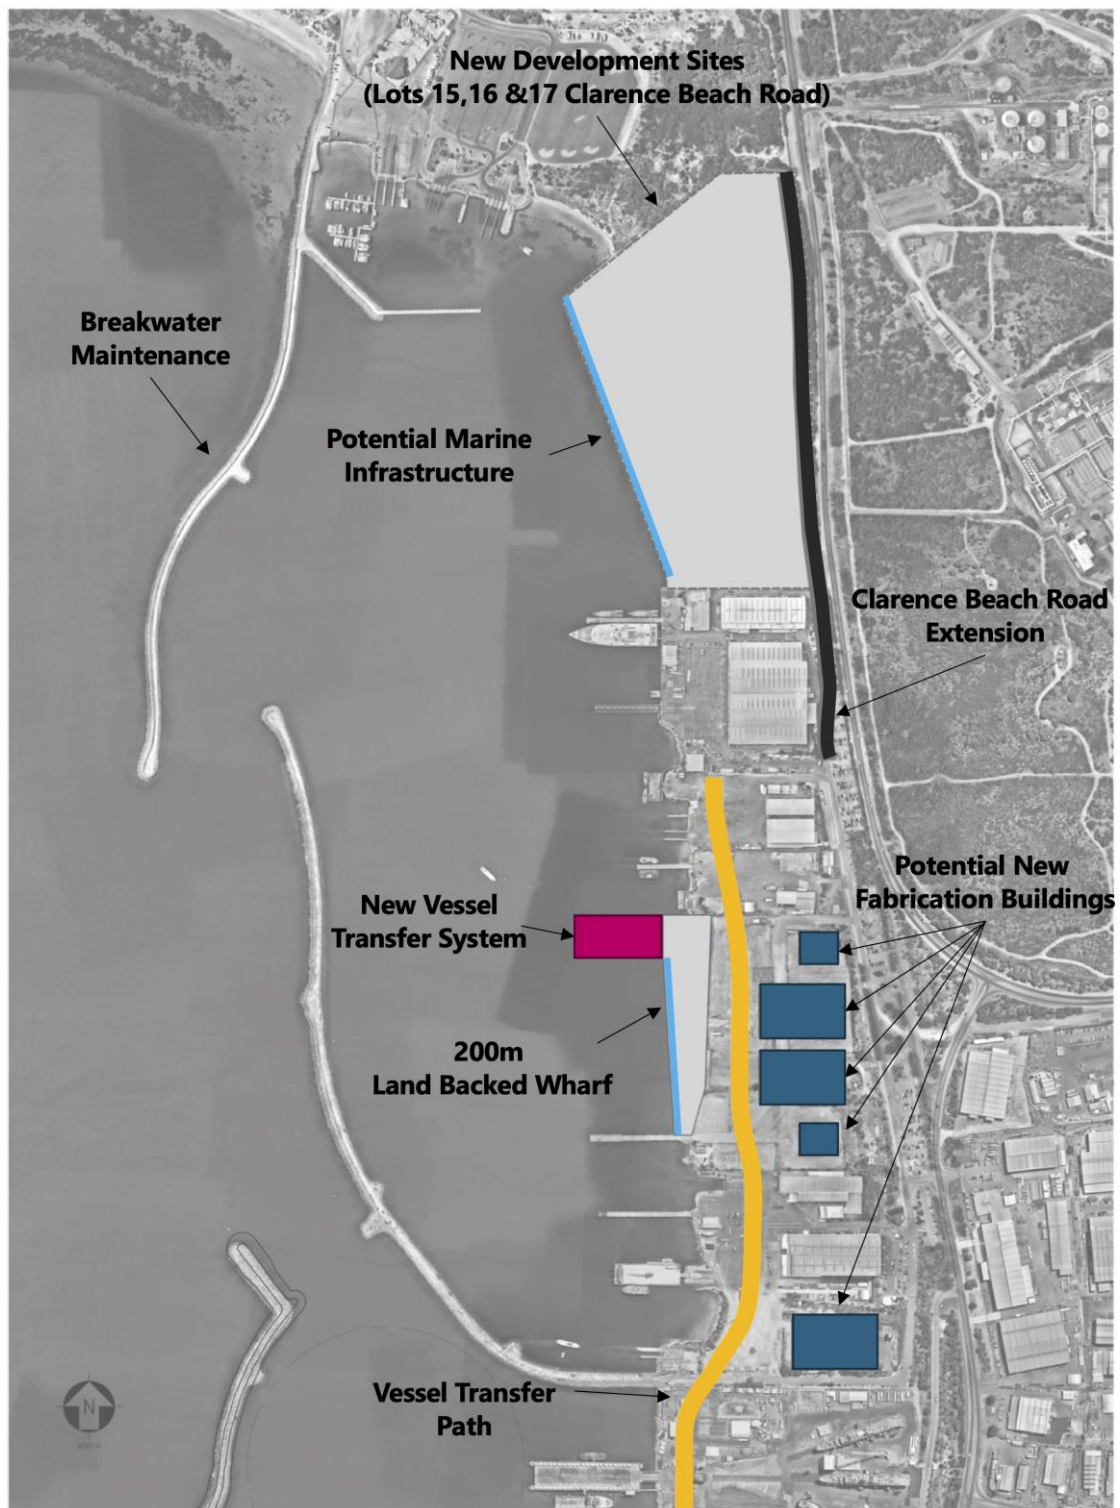 New Development Sites
(Lots 15,16 &17 Clarence Beach Road)
Breakwater
Maintenance
Potential Marine
Infrastructure
Clarence Beach Road
Extension
Potential New
Fabrication Buildings
New Vessel
Transfer System
200m
Land Backed Wharf
Vessel Transfer
Path
N
NORTH